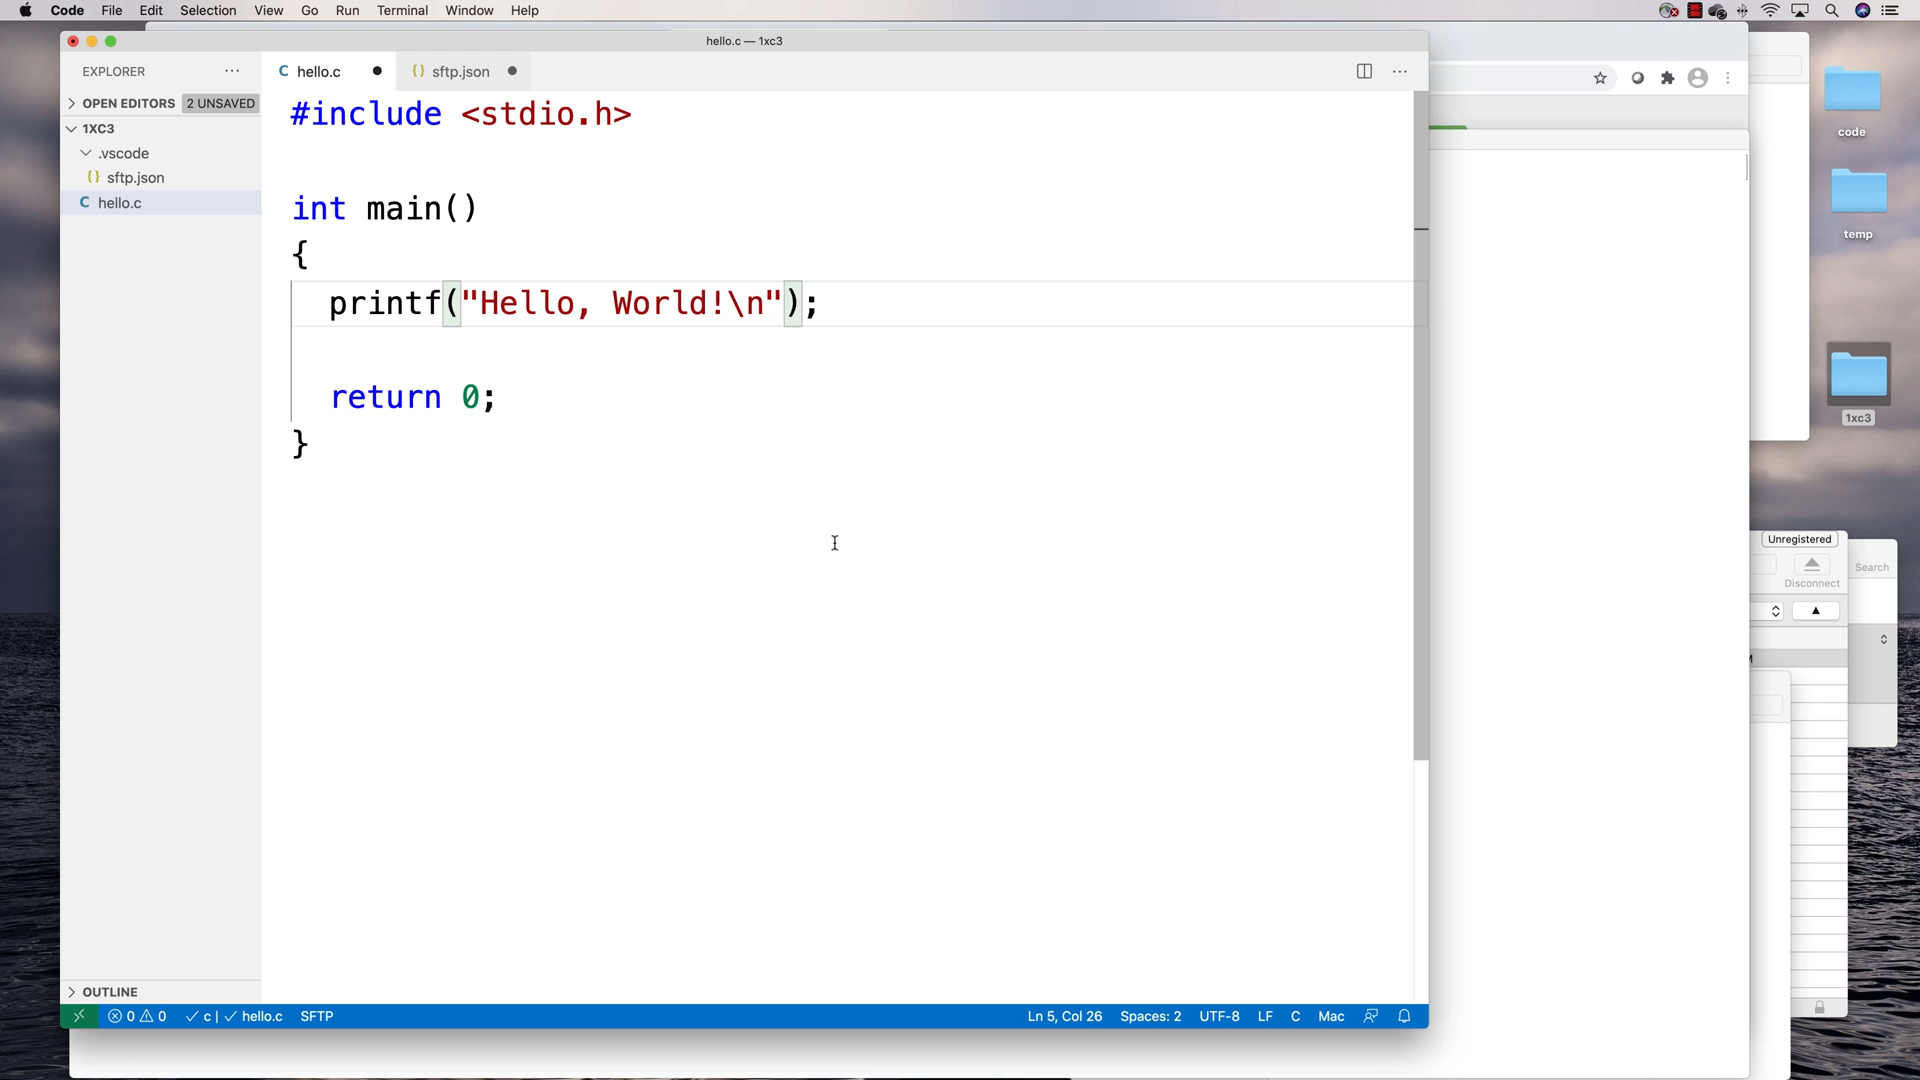 Code File Edit Selection View Go Run Terminal Window Help
hello.c — 1xc3
EXPLORER
hello.c
sftp.json
OPEN EDITORS 2 UNSAVED
1XC3
.vscode
sftp.json
hello.c
#include <stdio.h>
int main()
{
printf("Hello, World!\n");
return 0;
}
OUTLINE
0 0 c | hello.c SFTP
Ln 5, Col 26 Spaces: 2 UTF-8 LF C Mac
code
temp
1xc3
Unregistered
Search
Disconnect